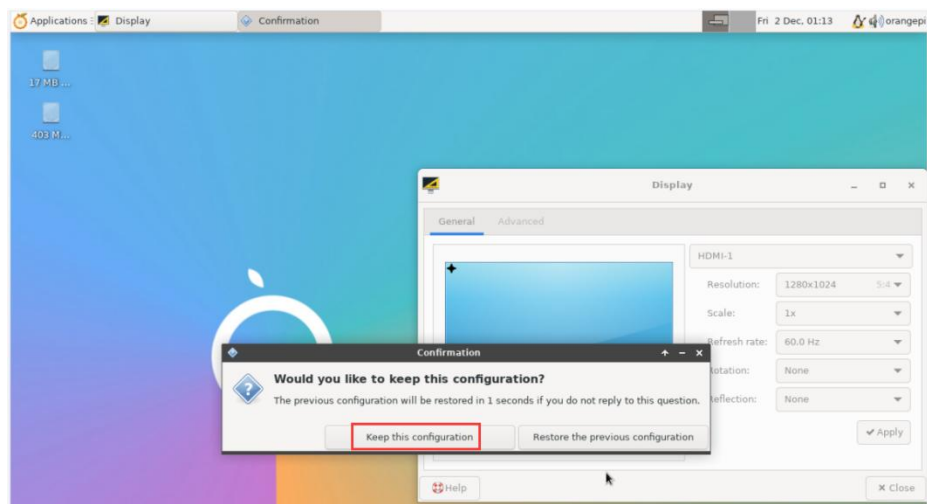 Applications
Display
Confirmation
Fri 2 Dec, 01:13
orangepi
17 MB ...
403 M...
Display
General
Advanced
HDMI-1
Resolution:
1280x1024
5:4
Scale:
1x
Refresh rate:
60.0 Hz
Rotation:
None
Reflection:
None
Apply
Confirmation
Would you like to keep this configuration?
The previous configuration will be restored in 1 seconds if you do not reply to this question.
Keep this configuration
Restore the previous configuration
Help
Close